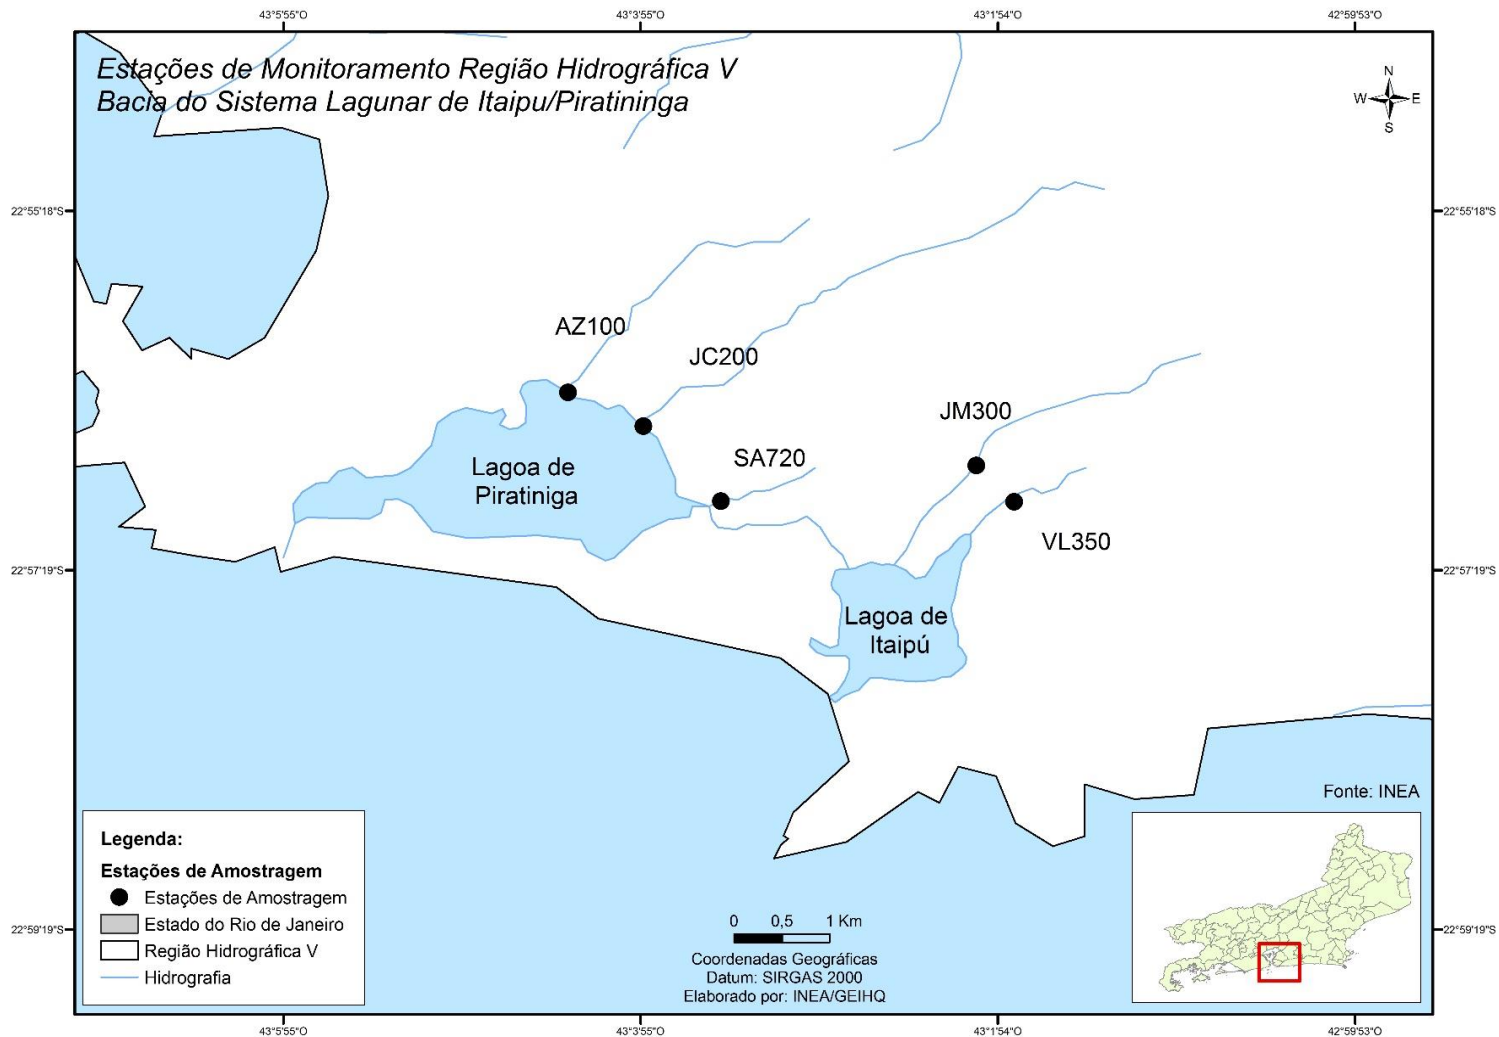 43°5'55"O
43°3'55"O
43°1'54"O
42°59'53"O
Estações de Monitoramento Região Hidrográfica V
Bacia do Sistema Lagunar de Itaipu/Piratininga
N
W
E
S
22°55'18"S
22°55'18"S
AZ100
JC200
JM300
SA720
Lagoa de
Piratiniga
VL350
22°57'19"S
22°57'19"S
Lagoa de
Itaipú
Fonte: INEA
Legenda:
Estações de Amostragem
Estações de Amostragem
Estado do Rio de Janeiro
Região Hidrográfica V
Hidrografia
0 0,5 1 Km
Coordenadas Geográficas
Datum: SIRGAS 2000
Elaborado por: INEA/GEIHQ
22°59'19"S
22°59'19"S
43°5'55"O
43°3'55"O
43°1'54"O
42°59'53"O